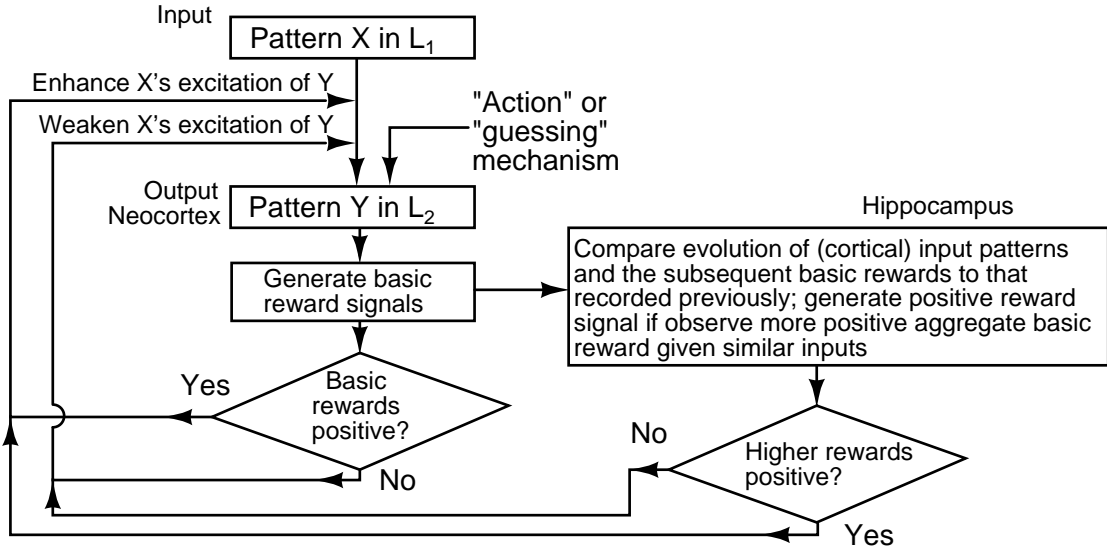 Input
Pattern X in L1
Enhance X's excitation of Y
Weaken X's excitation of Y
"Action" or
"guessing"
mechanism
Output
Neocortex
Pattern Y in L2
Hippocampus
Generate basic
reward signals
Compare evolution of (cortical) input patterns
and the subsequent basic rewards to that
recorded previously; generate positive reward
signal if observe more positive aggregate basic
reward given similar inputs
Yes
Basic
rewards
positive?
No
No
Higher rewards
positive?
Yes